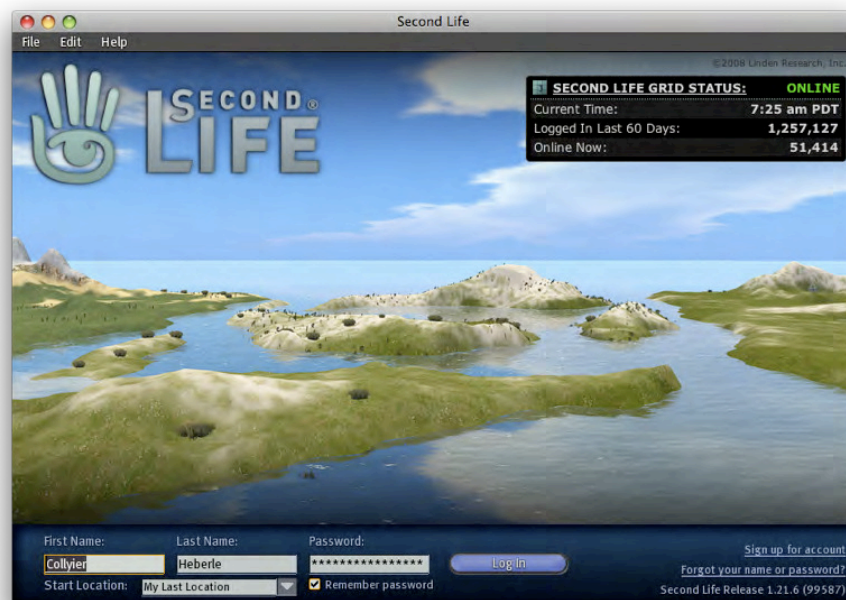 Second Life
File Edit Help
©2008 Linden Research, Inc.
SECOND LIFE®
SECOND LIFE GRID STATUS: ONLINE
Current Time: 7:25 am PDT
Logged In Last 60 Days: 1,257,127
Online Now: 51,414
First Name: Last Name: Password:
Collyier Heberle ****************
Log In
Start Location: My Last Location
Remember password
Sign up for account
Forgot your name or password?
Second Life Release 1.21.6 (99587)